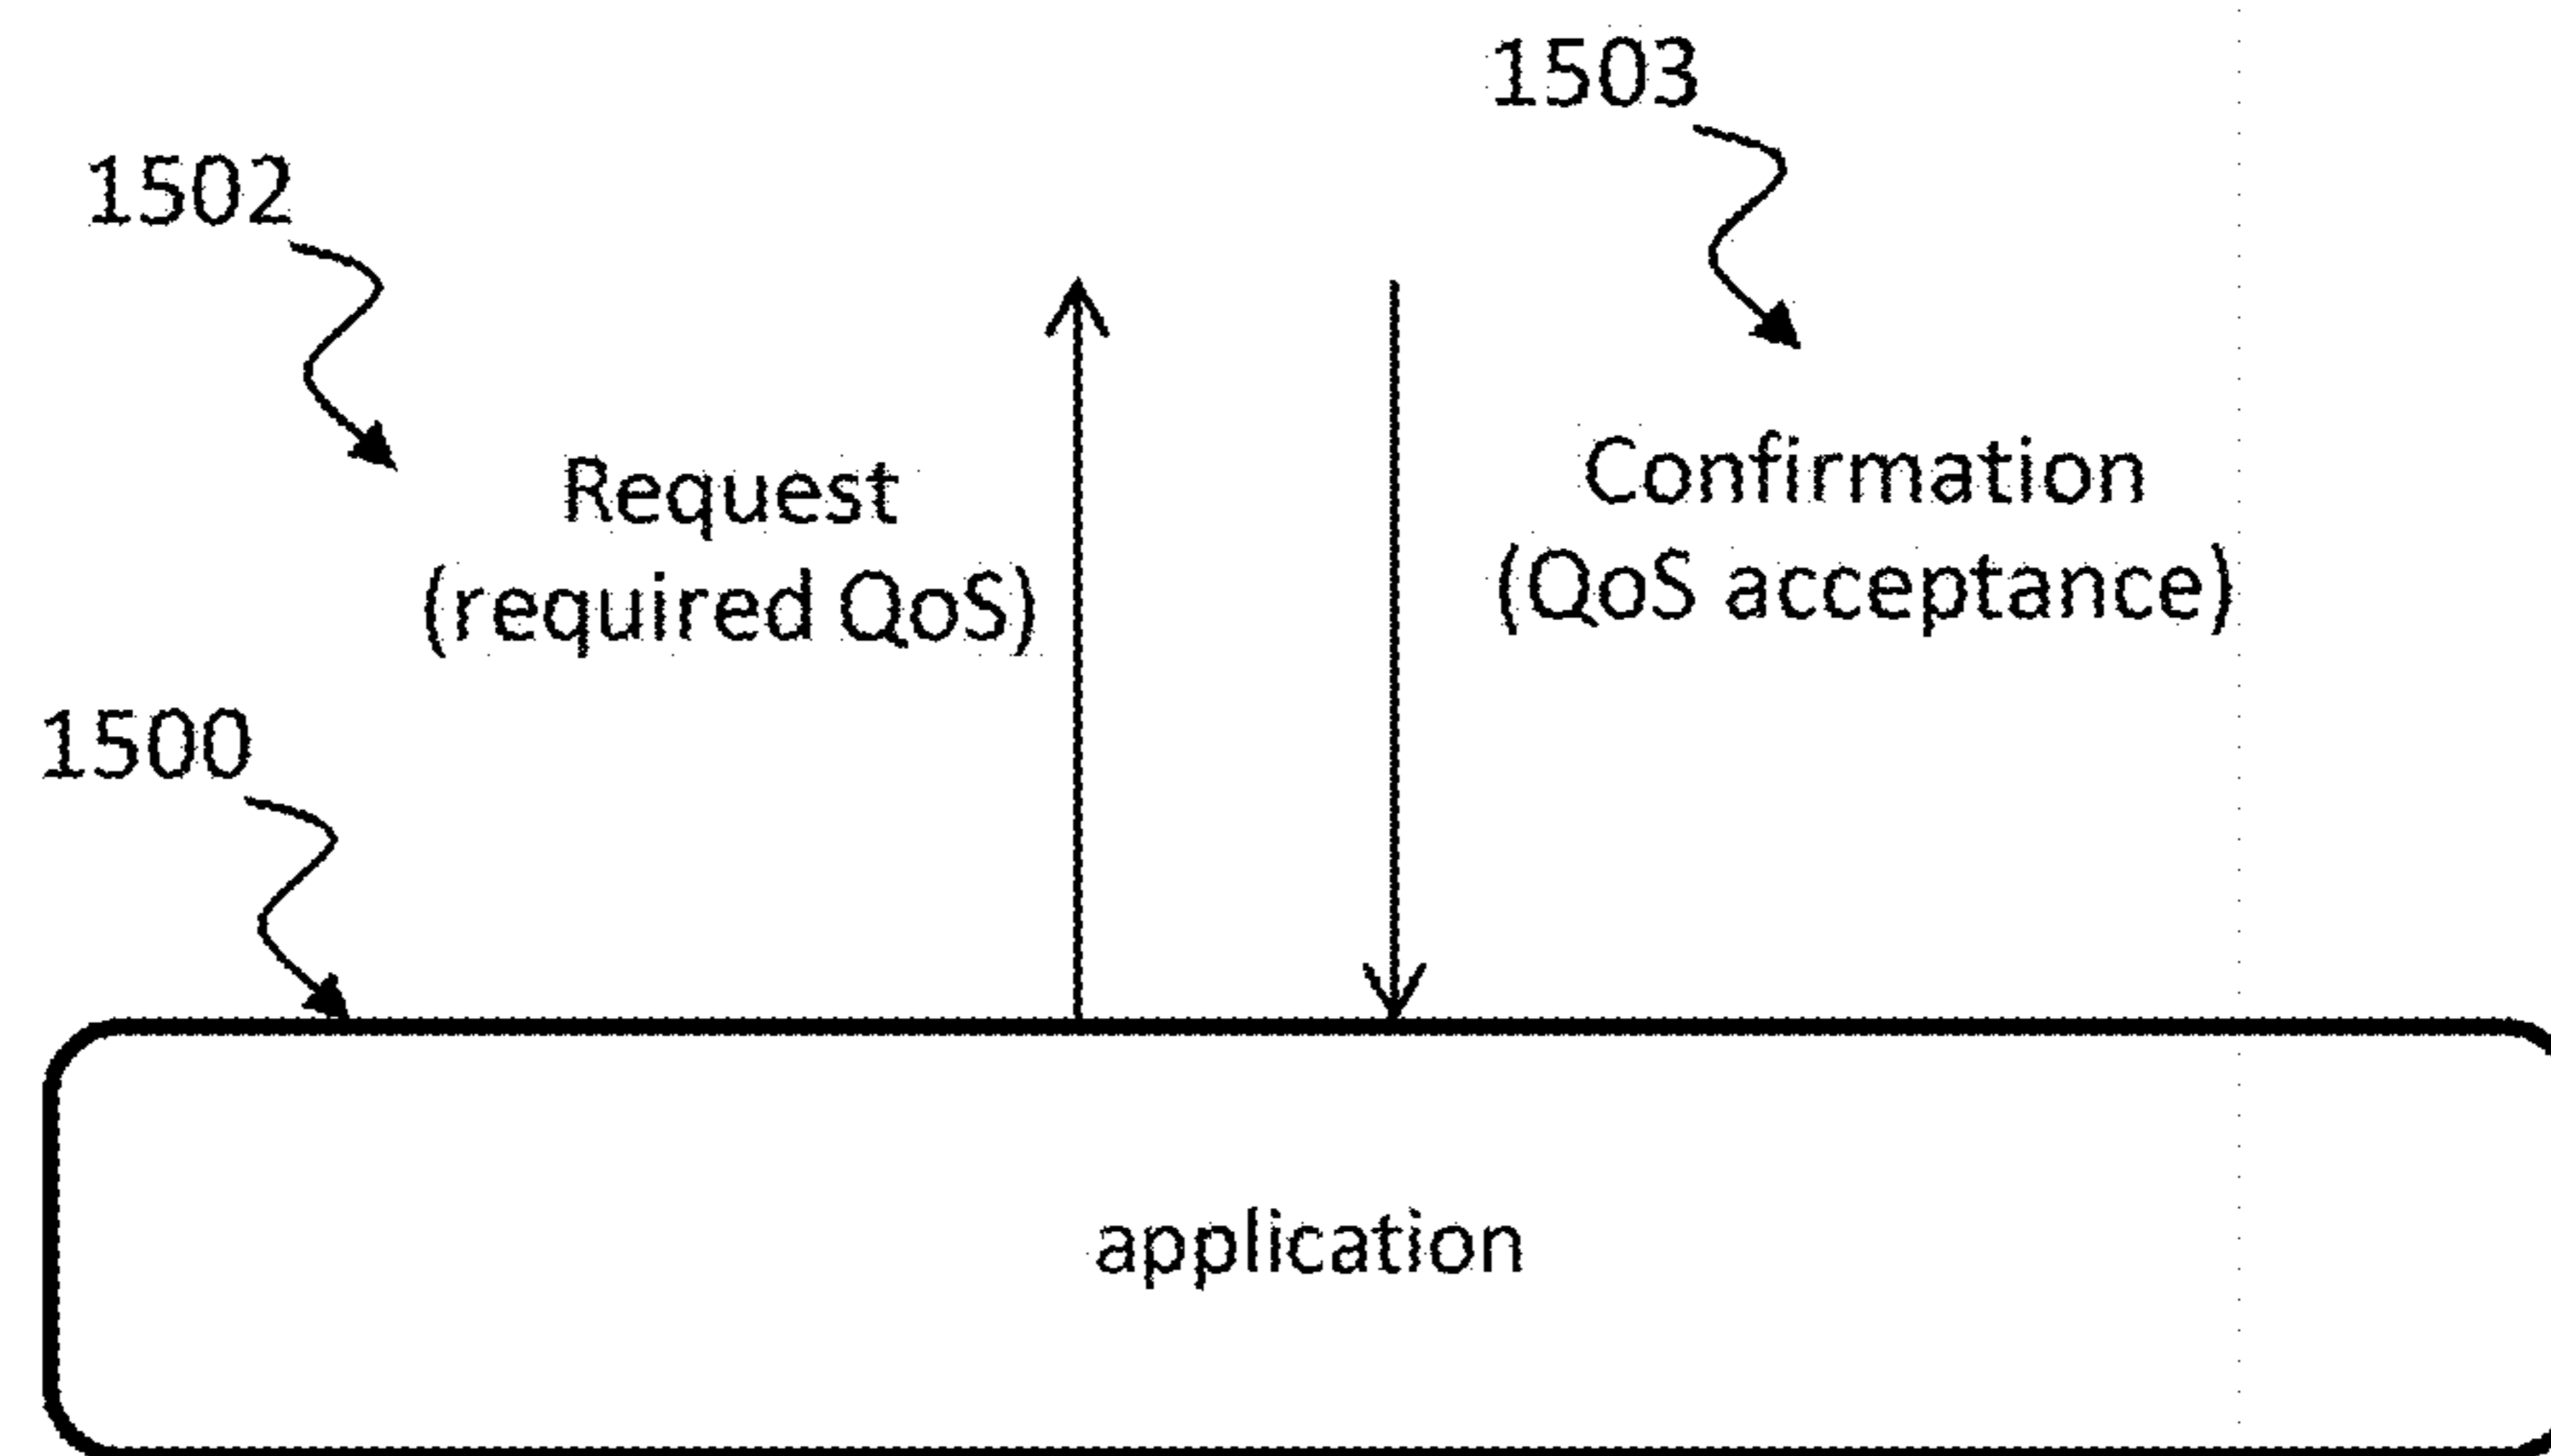 1503
1502
Request
(required QoS)
Confirmation
(QoS acceptance)
1500
application